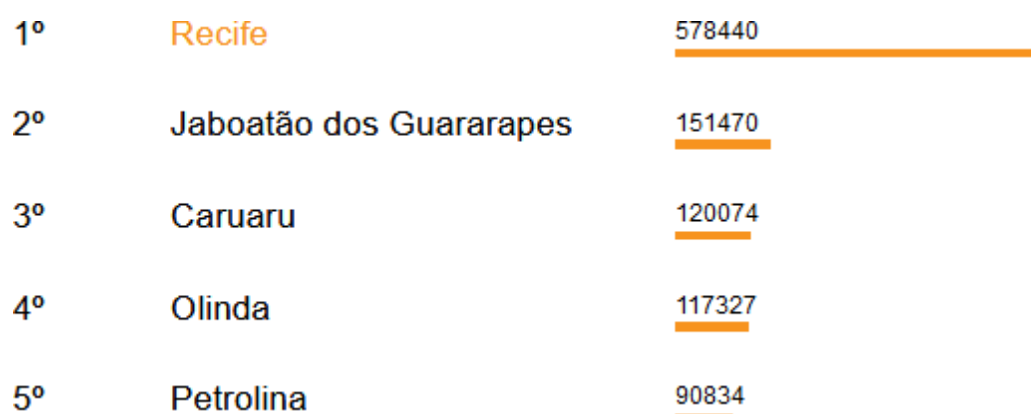 1º Recife 578440
2º Jaboatão dos Guararapes 151470
3º Caruaru 120074
4º Olinda 117327
5º Petrolina 90834